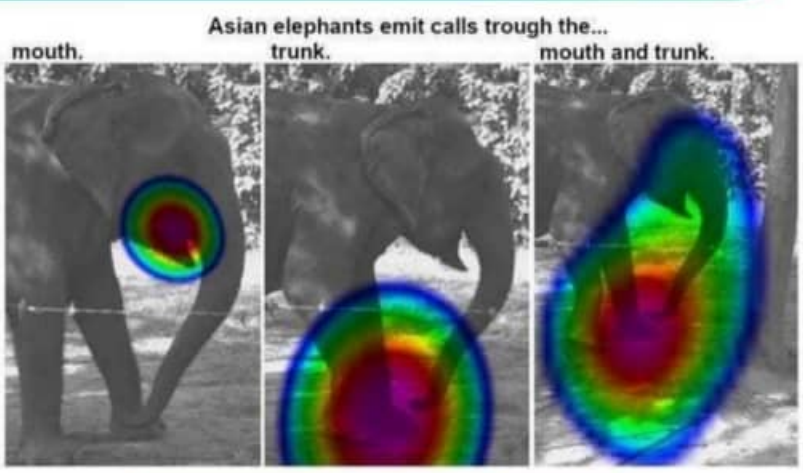 Asian elephants emit calls trough the...
mouth.
trunk.
mouth and trunk.